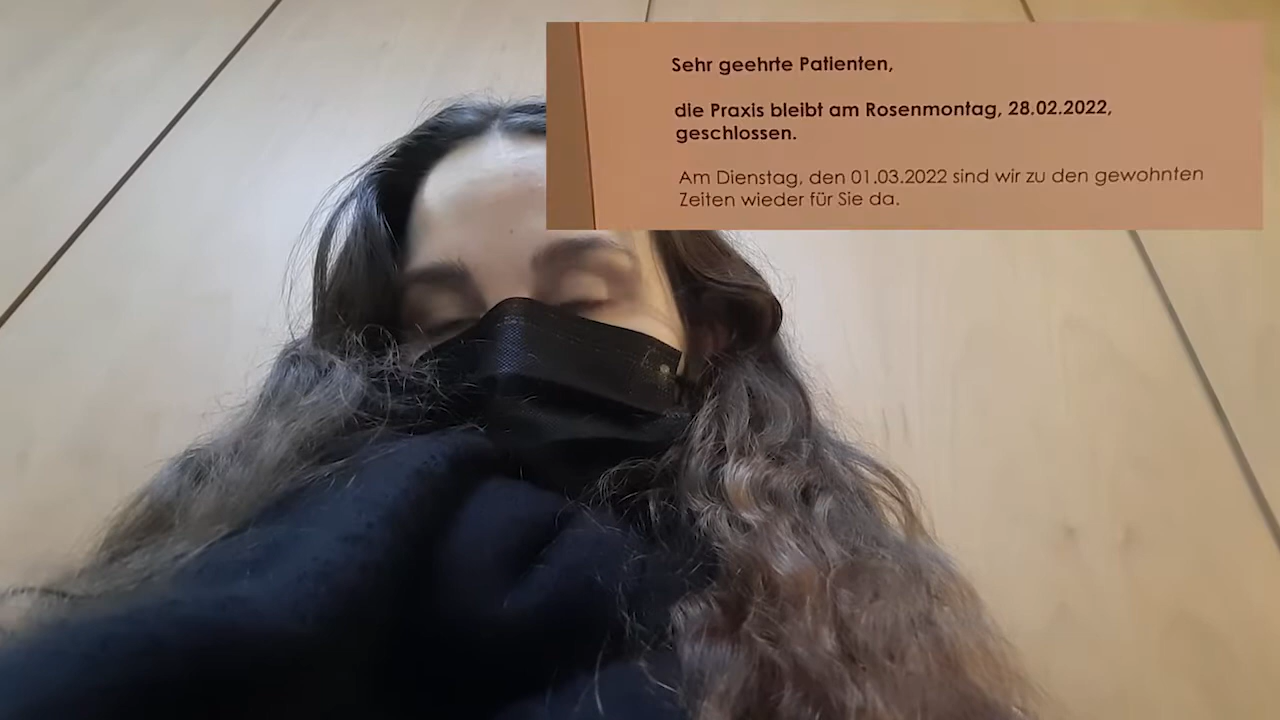 Sehr geehrte Patienten,
die Praxis bleibt am Rosenmontag, 28.02.2022,
geschlossen.
Am Dienstag, den 01.03.2022 sind wir zu den gewohnten
Zeiten wieder für Sie da.